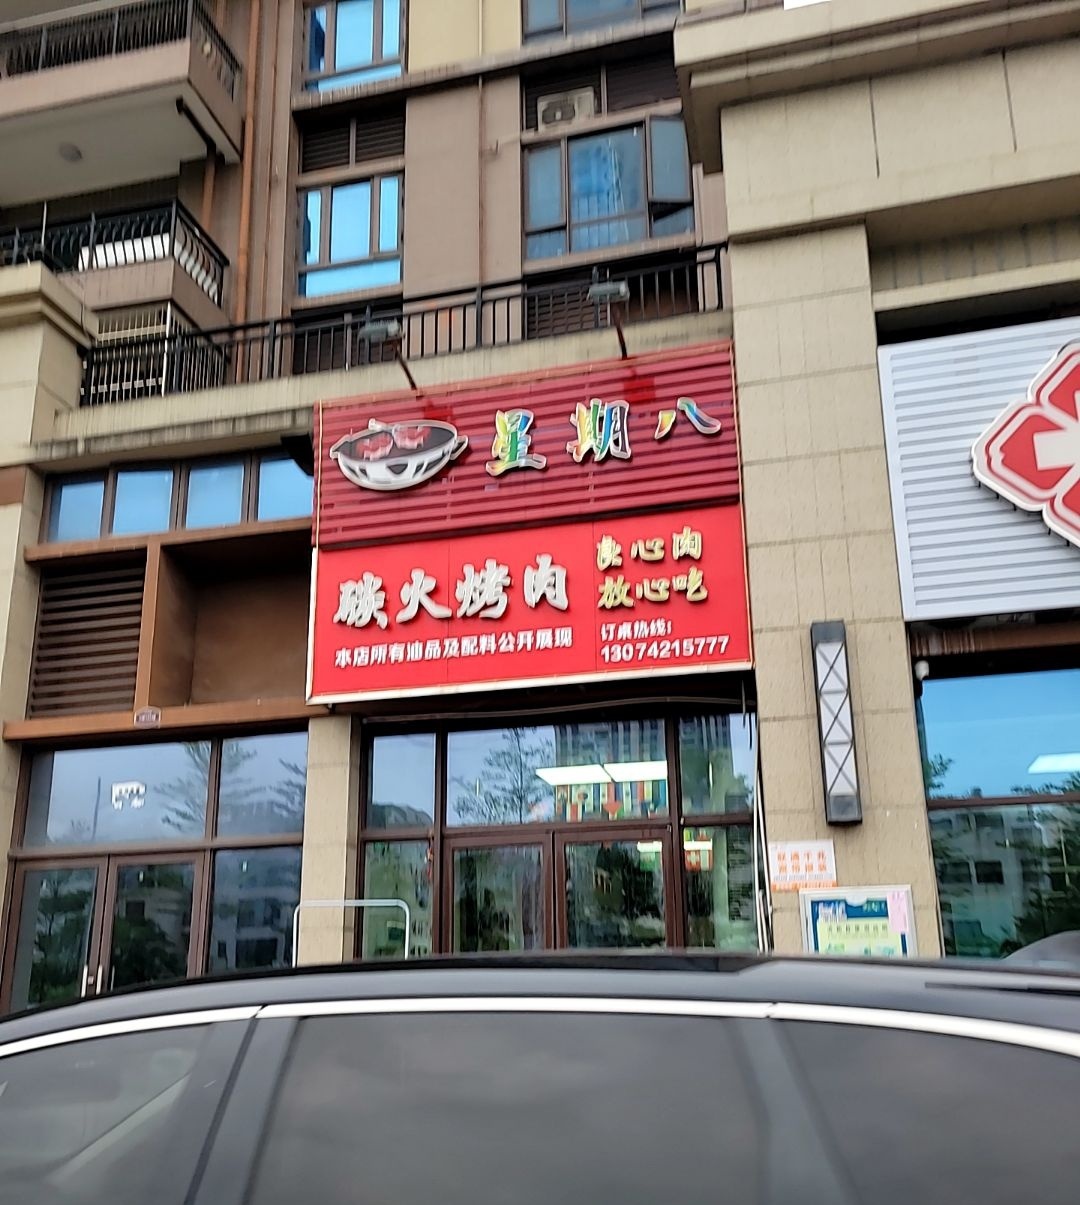 星期八
碳火烤肉
良心肉
放心吃
本店所有油品及配料公开展现
订桌热线:
13074215777